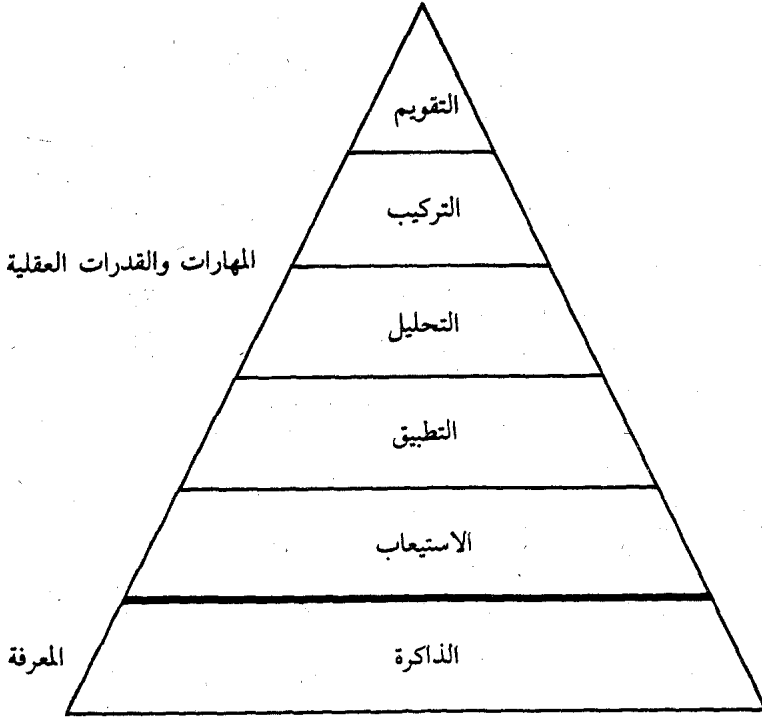 التقويم
التركيب
المهارات والقدرات العقلية
التحليل
التطبيق
الاستيعاب
الذاكرة
المعرفة